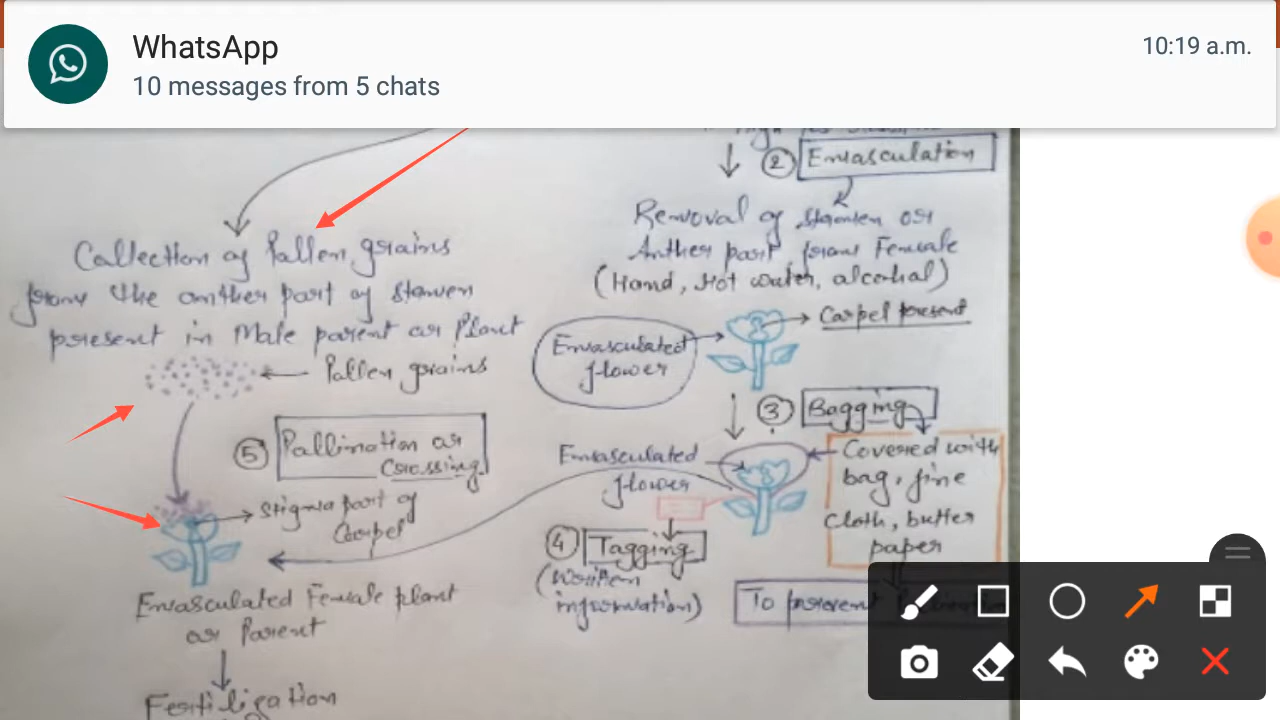 WhatsApp
10:19 a.m.
10 messages from 5 chats
② Emasculation
Removal of Stamen or
Anther part from Female
(Hand, Hot water, alcohal)
Collection of Pallen grains
from the anther part of Stamen
present in Male parent or Plant
Pallen grains
Emasculated
flower
Carpel present
③ Bagging
⑤ Pallination or
Crossing
Emasculated
flower
Covered with
bag, fine
cloth, butter
paper
Stigma part of
Carpel
④ Tagging
(Written
information)
To prevent
Emasculated Female plant
or Parent
Fertilization